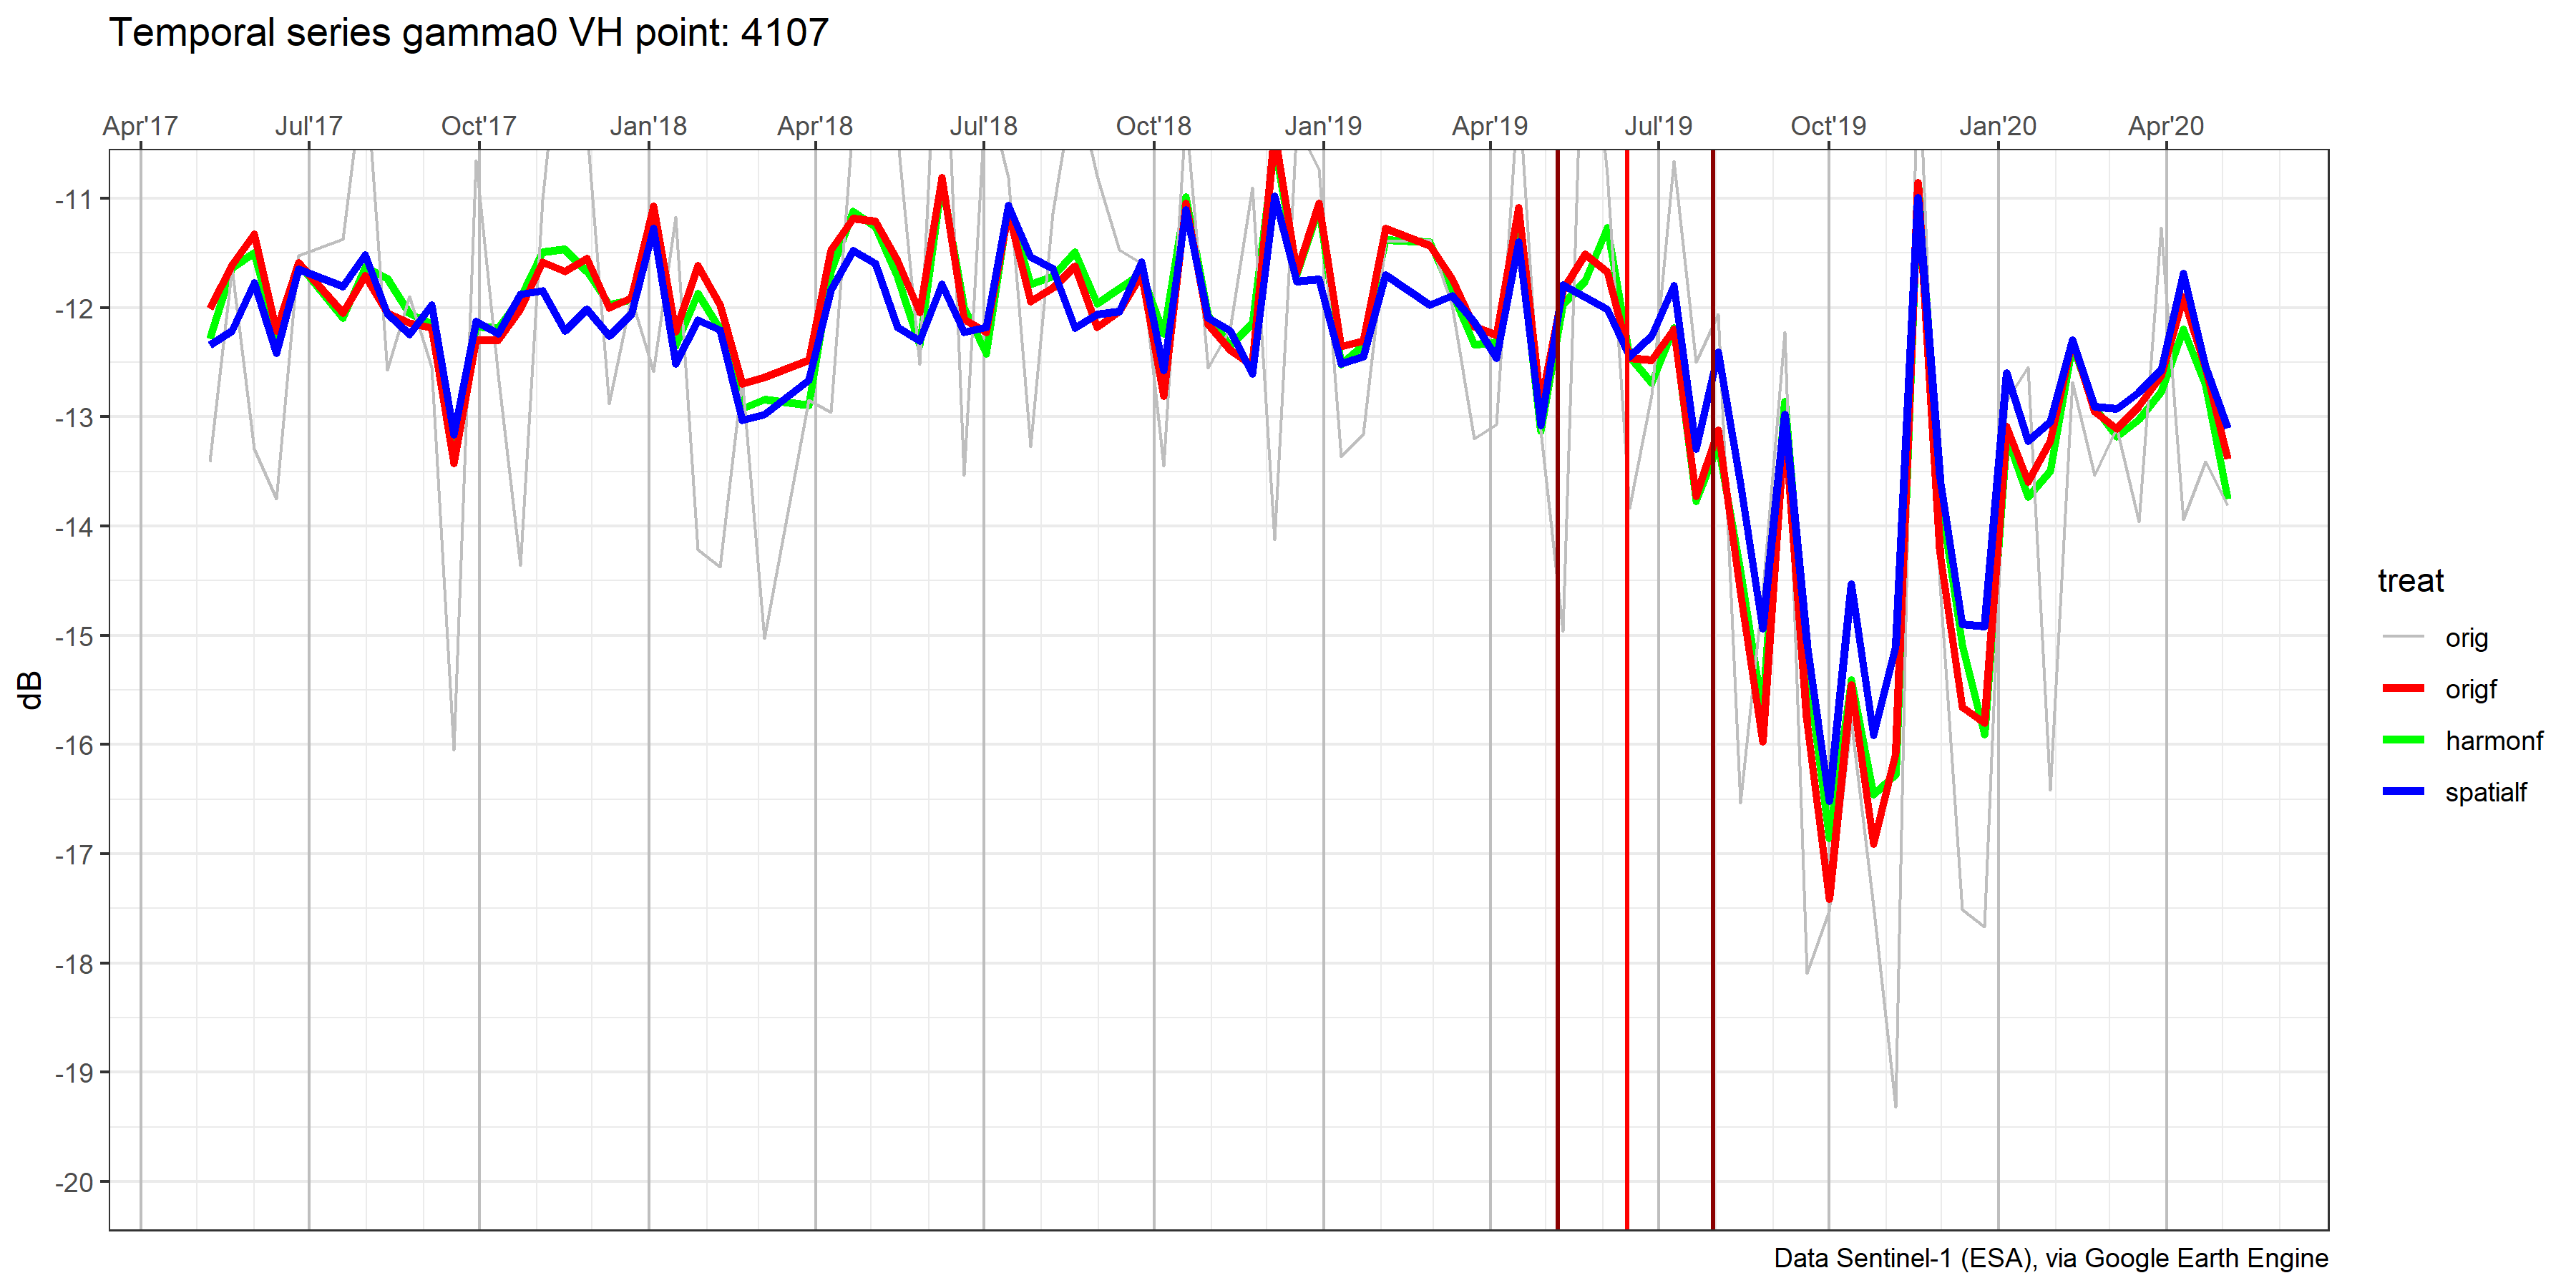 Temporal series gamma0 VH point: 4107
Apr'17 Jul'17 Oct'17 Jan'18 Apr'18 Jul'18 Oct'18 Jan'19 Apr'19 Jul'19 Oct'19 Jan'20 Apr'20
-11
-12
-13
-14
-15
-16
-17
-18
-19
-20
dB
treat
orig
origf
harmonf
spatialf
Data Sentinel-1 (ESA), via Google Earth Engine